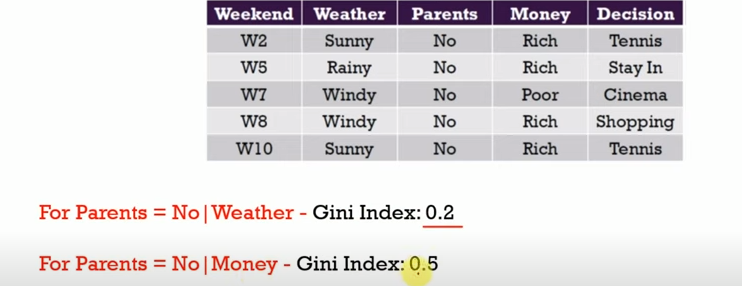 Weekend Weather Parents Money Decision
W2 Sunny No Rich Tennis
W5 Rainy No Rich Stay In
W7 Windy No Poor Cinema
W8 Windy No Rich Shopping
W10 Sunny No Rich Tennis
For Parents = No|Weather - Gini Index: 0.2
For Parents = No|Money - Gini Index: 0.5